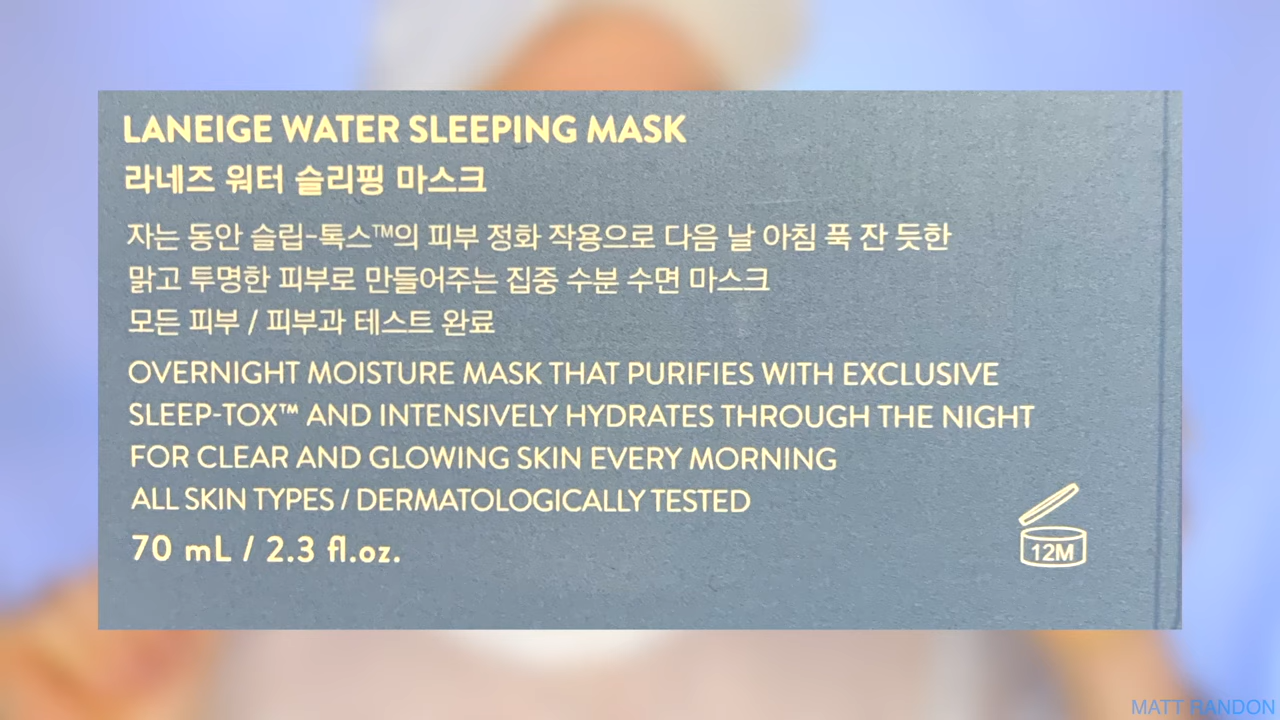 LANEIGE WATER SLEEPING MASK
라네즈 워터 슬리핑 마스크
자는 동안 슬립-톡스™의 피부 정화 작용으로 다음 날 아침 푹 잔 듯한
맑고 투명한 피부로 만들어주는 집중 수분 수면 마스크
모든 피부 / 피부과 테스트 완료
OVERNIGHT MOISTURE MASK THAT PURIFIES WITH EXCLUSIVE
SLEEP-TOX™ AND INTENSIVELY HYDRATES THROUGH THE NIGHT
FOR CLEAR AND GLOWING SKIN EVERY MORNING
ALL SKIN TYPES / DERMATOLOGICALLY TESTED
70 mL / 2.3 fl.oz.
12M
MATT RANDON